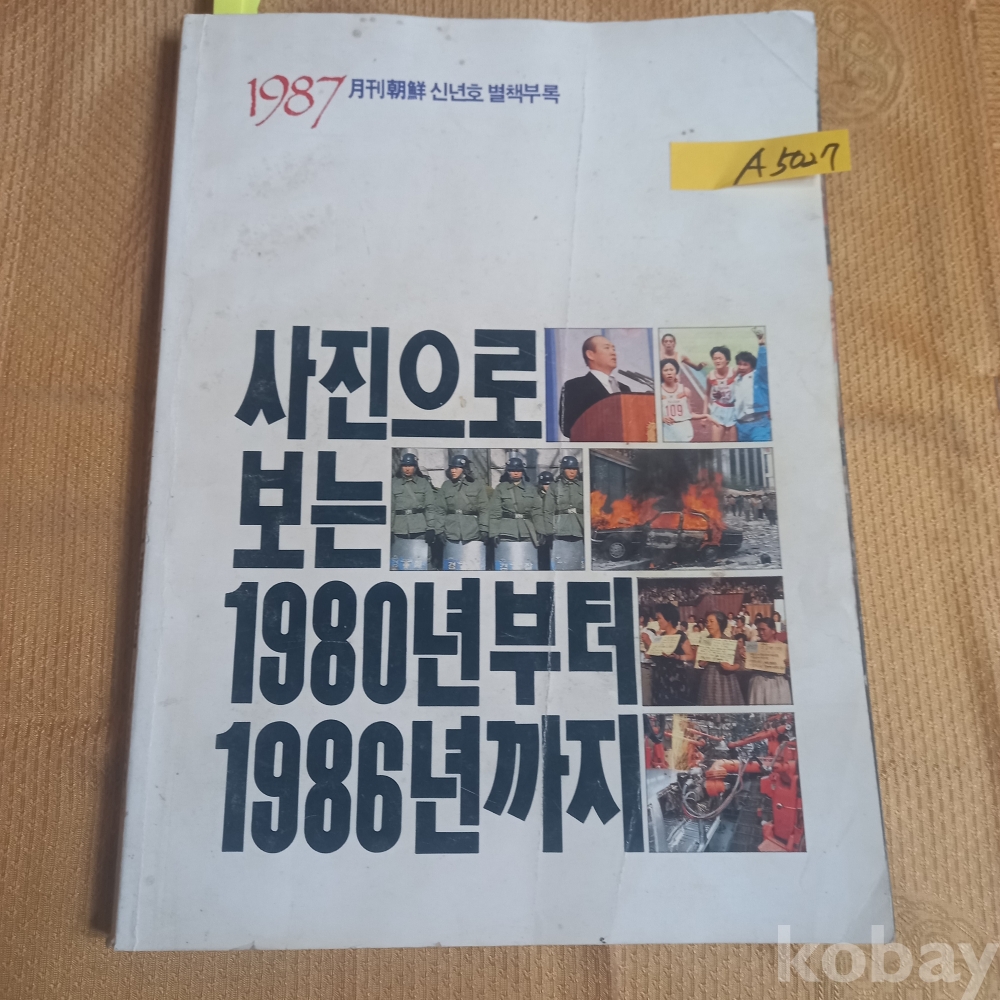 1987 月刊朝鮮 신년호 별책부록
A5027
사진으로
109
보는
1980년부터
1986년까지
kobay